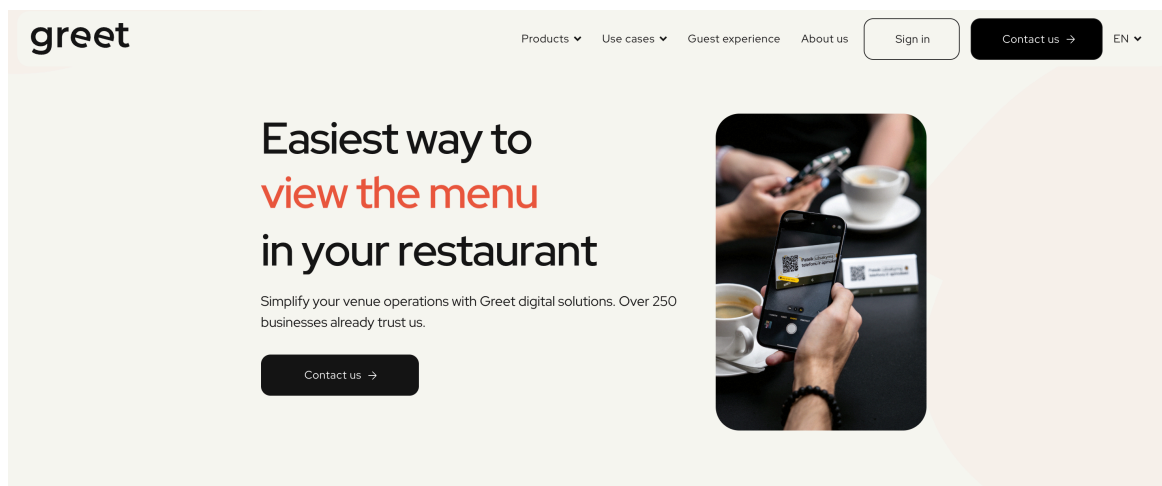 greet
Products
Use cases
Guest experience
About us
Sign in
Contact us →
EN
Easiest way to
view the menu
in your restaurant
Simplify your venue operations with Greet digital solutions. Over 250
businesses already trust us.
Contact us →